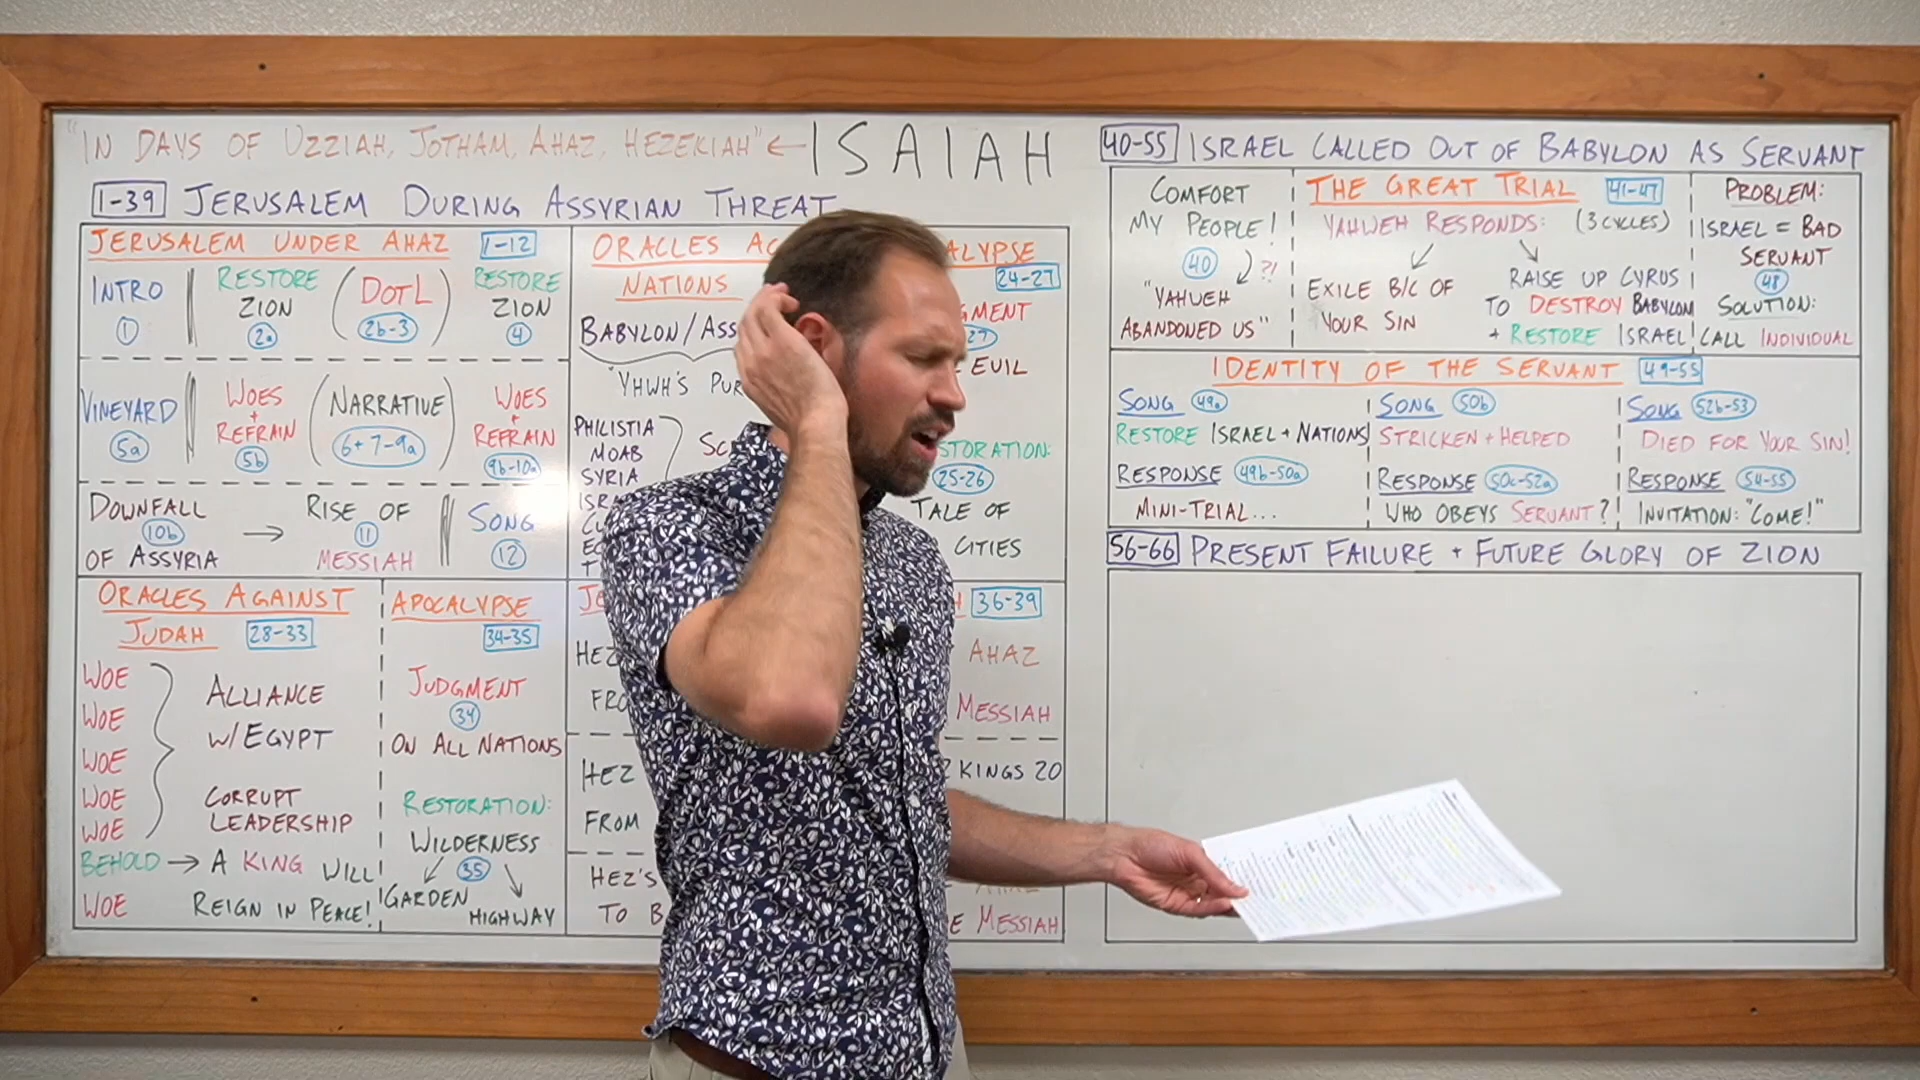 "IN DAYS OF UZZIAH, JOTHAM, AHAZ, HEZEKIAH" ← ISAIAH
1-39 JERUSALEM DURING ASSYRIAN THREAT
JERUSALEM UNDER AHAZ 1-12
INTRO
1
RESTORE
ZION
2a
(DOTL)
2b-3
RESTORE
ZION
4
VINEYARD
5a
WOES
+
REFRAIN
5b
(NARRATIVE)
6+7-9a
WOES
+
REFRAIN
9b-10a
DOWNFALL
10b
OF ASSYRIA
→
RISE OF
11
MESSIAH
SONG
12
ORACLES
NATIONS
BABYLON/ASS
"YHWH'S PUR
PHILISTIA
MOAB
SYRIA
24-27
EVIL
25-26
TALE OF
CITIES
ORACLES AGAINST
JUDAH 28-33
WOE
WOE
WOE
WOE
WOE
ALLIANCE
W/EGYPT
CORRUPT
LEADERSHIP
BEHOLD → A KING WILL
REIGN IN PEACE!
WOE
APOCALYPSE
34-35
JUDGMENT
34
ON ALL NATIONS
RESTORATION:
WILDERNESS
35
GARDEN
HIGHWAY
36-39
HEZ
AHAZ
MESSIAH
HEZ
FROM
KINGS 20
HEZ'S
TO B
MESSIAH
40-55 ISRAEL CALLED OUT OF BABYLON AS SERVANT
COMFORT
MY PEOPLE!
40 ?!
"YAHWEH
ABANDONED US"
THE GREAT TRIAL 41-47
YAHWEH RESPONDS: (3 CYCLES)
EXILE B/C OF
YOUR SIN
RAISE UP CYRUS
TO DESTROY BABYLON
+ RESTORE ISRAEL
PROBLEM:
ISRAEL = BAD
SERVANT
48
SOLUTION:
CALL INDIVIDUAL
IDENTITY OF THE SERVANT 49-55
SONG 49a
RESTORE ISRAEL + NATIONS
RESPONSE 49b-50a
MINI-TRIAL...
SONG 50b
STRICKEN + HELPED
RESPONSE 50c-52a
WHO OBEYS SERVANT?
SONG 52b-53
DIED FOR YOUR SIN!
RESPONSE 54-55
INVITATION: "COME!"
56-66 PRESENT FAILURE + FUTURE GLORY OF ZION